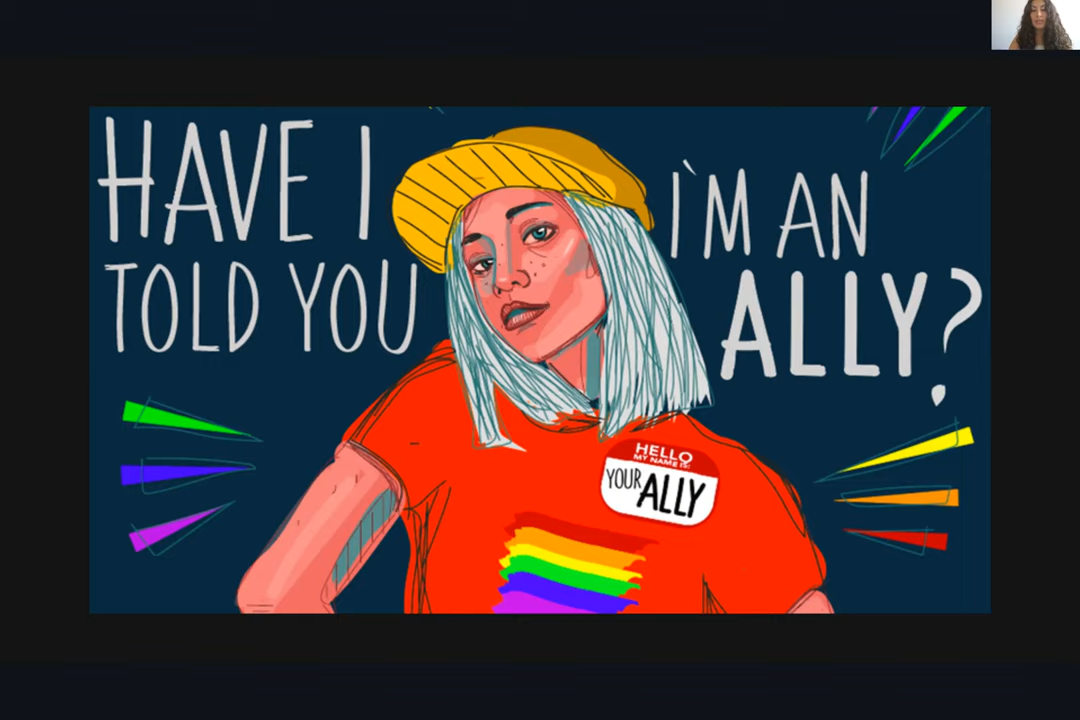 HAVE I
TOLD YOU
I`M AN
ALLY?
HELLO
MY NAME IS:
YOUR ALLY